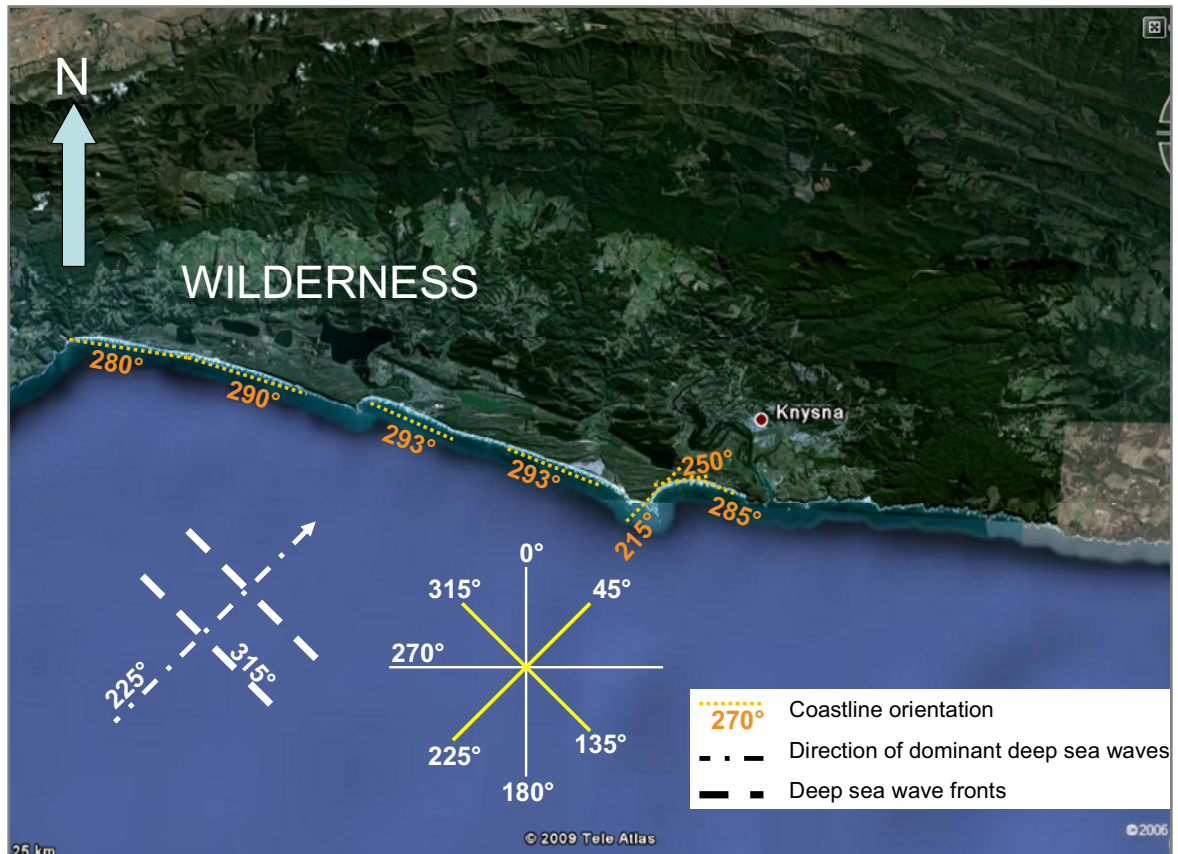 N
WILDERNESS
280°
290°
293°
293°
Knysna
250°
285°
215°
0°
315°
45°
270°
225°
315°
225°
135°
180°
270° Coastline orientation
Direction of dominant deep sea waves
Deep sea wave fronts
© 2009 Tele Atlas
© 2006
25 km